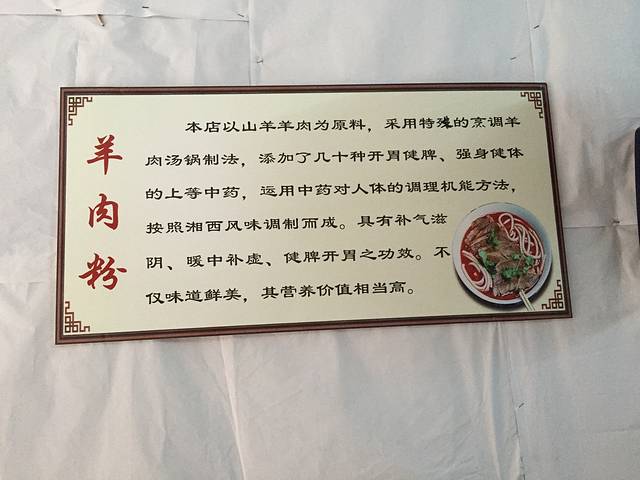 羊肉粉
本店以山羊羊肉为原料，采用特殊的烹调羊
肉汤锅制法，添加了几十种开胃健脾、强身健体
的上等中药，运用中药对人体的调理机能方法，
按照湘西风味调制而成。具有补气滋
阴、暖中补虚、健脾开胃之功效。不
仅味道鲜美，其营养价值相当高。